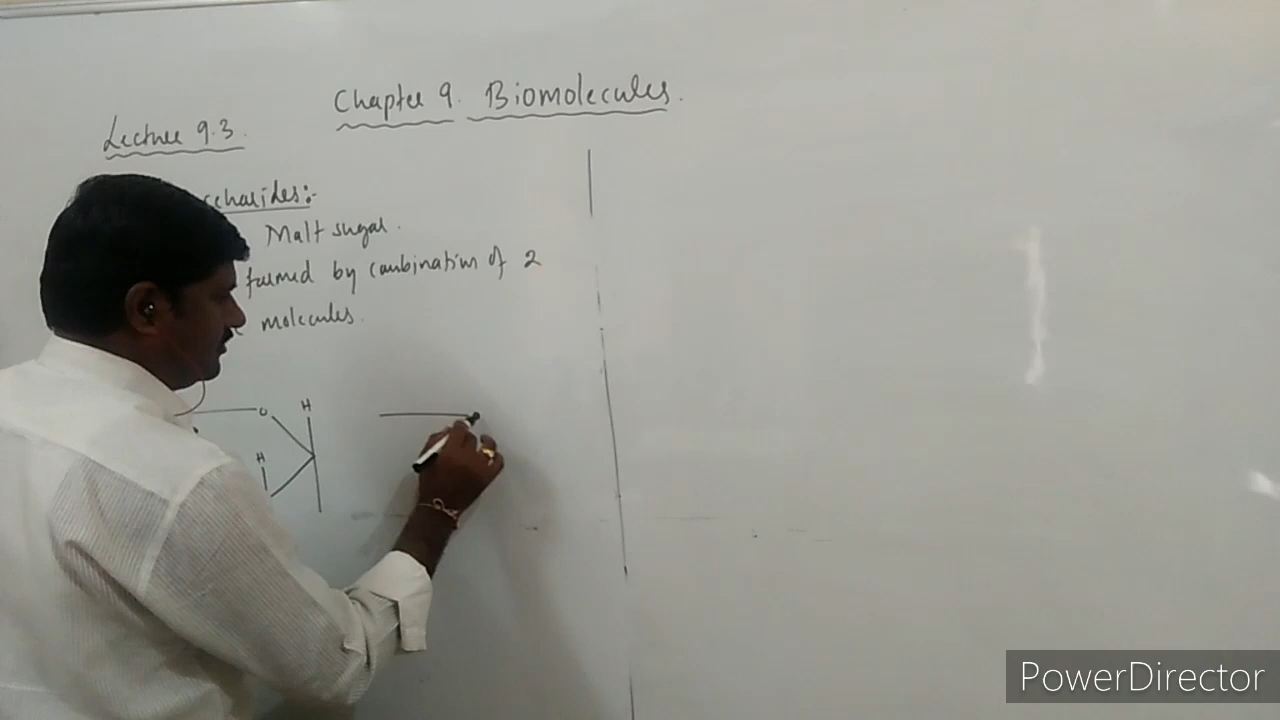 Chapter 9. Biomolecules.
Lecture 9.3.
ccharides:-
Malt sugar.
formed by combination of 2
molecules.
O H
H
PowerDirector